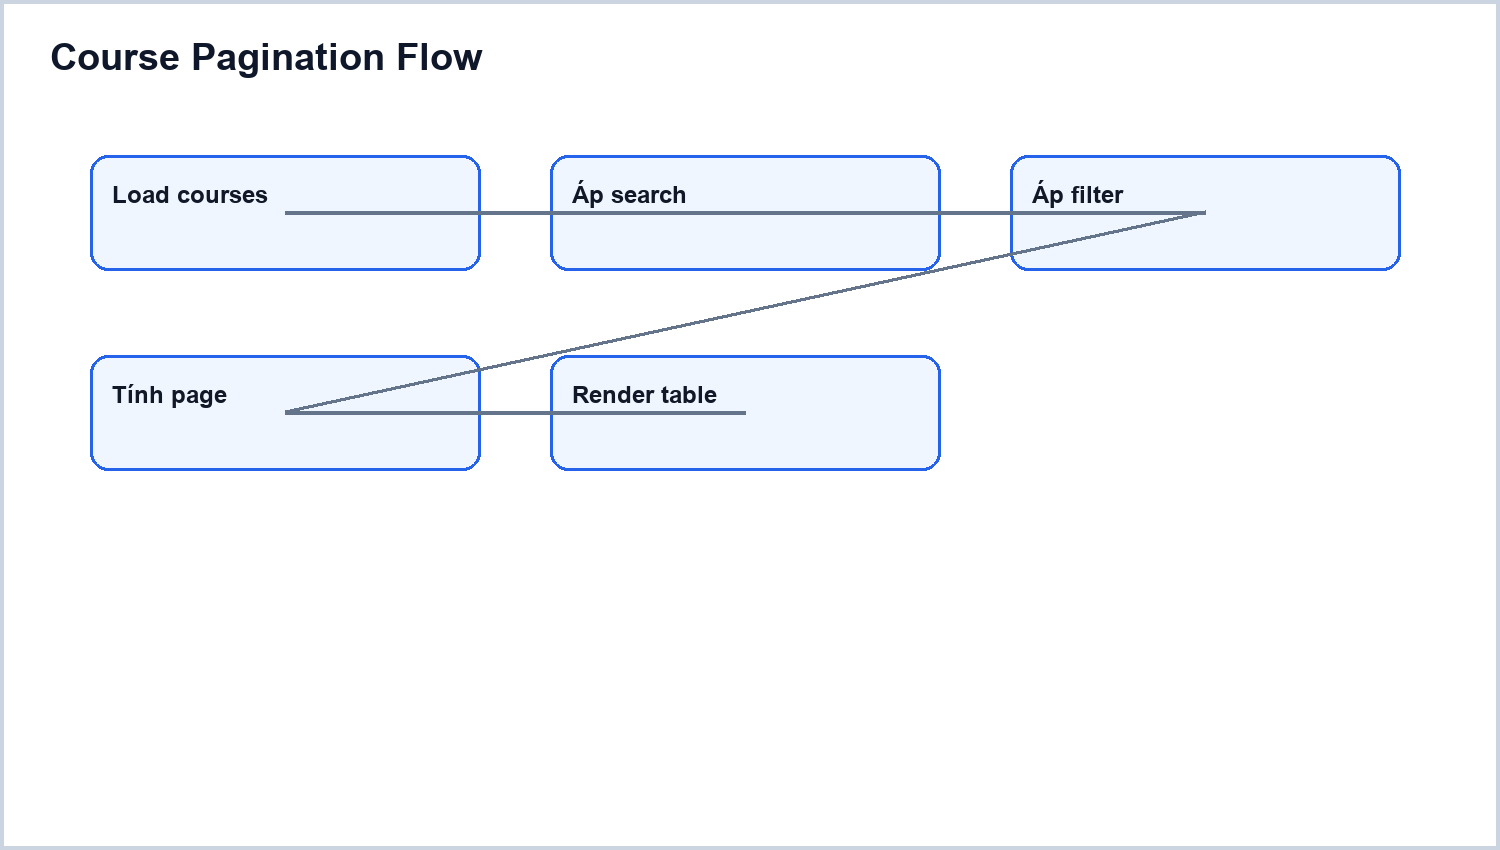 Course Pagination Flow
Load courses
Áp search
Áp filter
Tính page
Render table